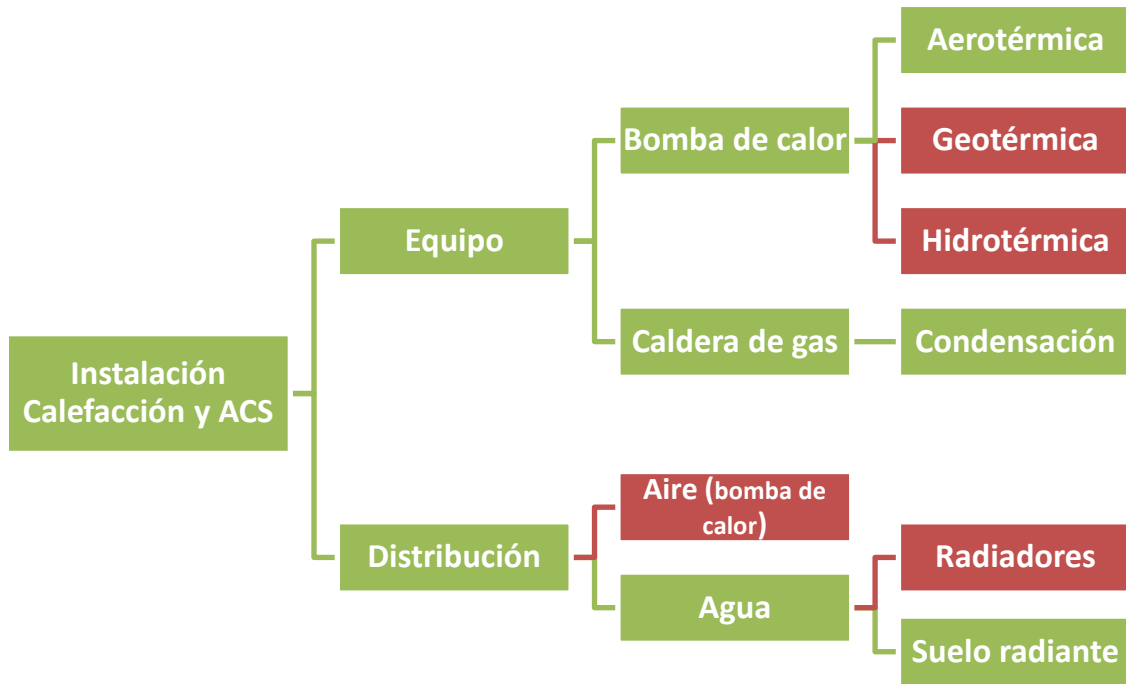 Aerotérmica
Bomba de calor
Geotérmica
Equipo
Hidrotérmica
Caldera de gas
Condensación
Instalación
Calefacción y ACS
Aire (bomba de
calor)
Distribución
Radiadores
Agua
Suelo radiante